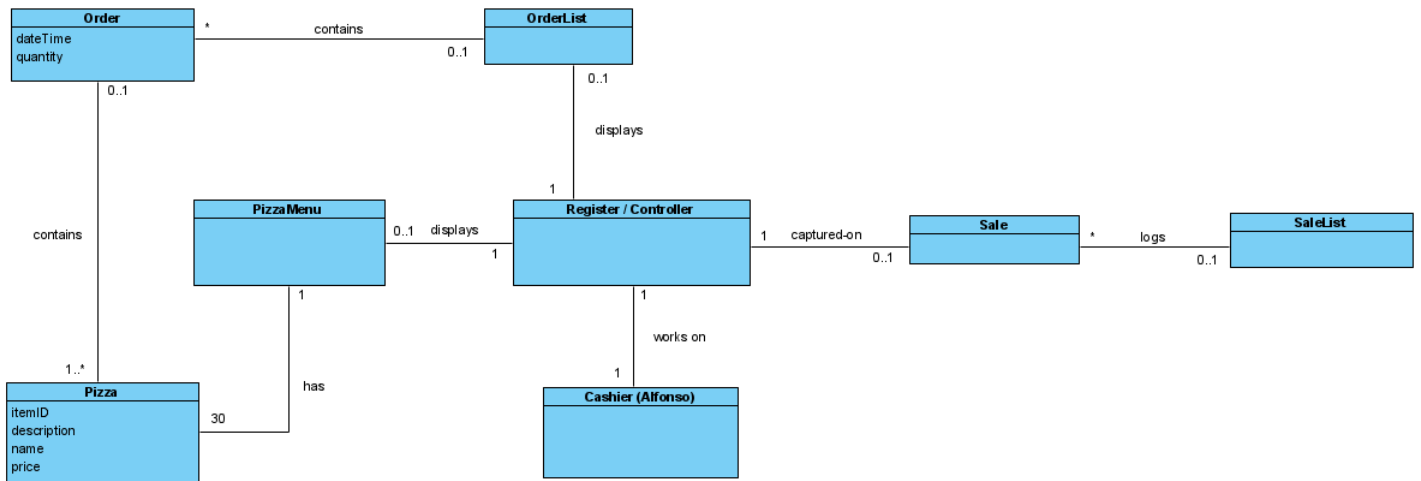 Order
dateTime
quantity
*
contains
0..1
OrderList
0..1
0..1
displays
1
PizzaMenu
0..1
displays
1
Register / Controller
1
captured-on
0..1
Sale
*
logs
0..1
SaleList
contains
1
has
1
works on
1
1..*
Pizza
itemID
description
name
price
30
Cashier (Alfonso)